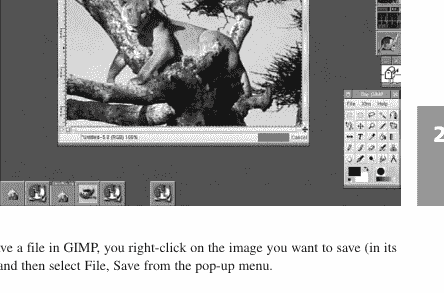 The GIMP
File Xtns Help
*Untitled-5.0 (RGB) 100%
Cancel
2
ve a file in GIMP, you right-click on the image you want to save (in its
and then select File, Save from the pop-up menu.